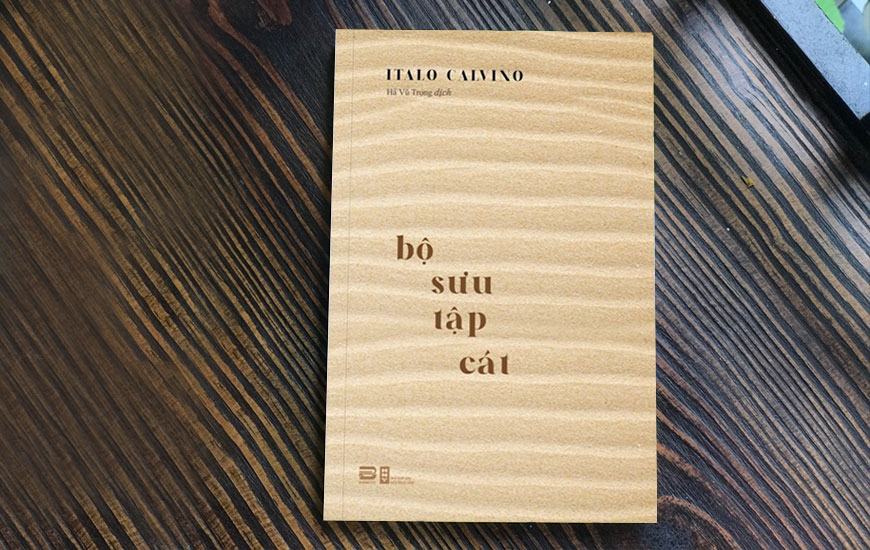 ITALO CALVINO
Hà Vũ Trọng dịch
bộ
sưu
tập
cát